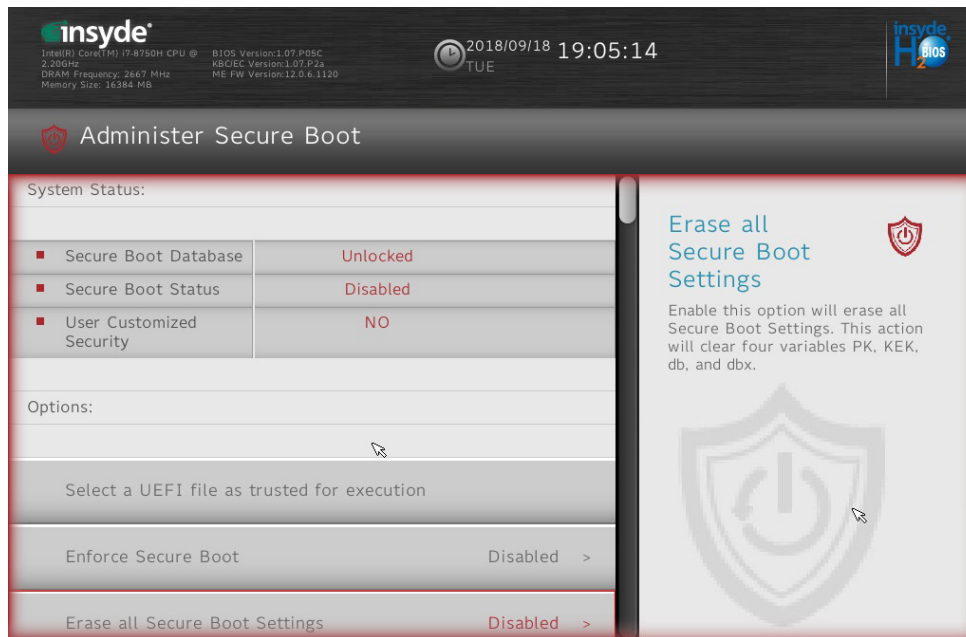 insyde®
Intel(R) Core(TM) i7-8750H CPU @ 2.20GHz
DRAM Frequency: 2667 MHz
Memory Size: 16384 MB
BIOS Version:1.07.P05C
KBC/EC Version:1.07.P2a
ME FW Version:12.0.6.1120
2018/09/18 19:05:14
TUE
insyde
H2O
BIOS
Administer Secure Boot
System Status:
Secure Boot Database Unlocked
Secure Boot Status Disabled
User Customized Security NO
Options:
Select a UEFI file as trusted for execution
Enforce Secure Boot Disabled >
Erase all Secure Boot Settings Disabled >
Erase all
Secure Boot
Settings
Enable this option will erase all
Secure Boot Settings. This action
will clear four variables PK, KEK,
db, and dbx.